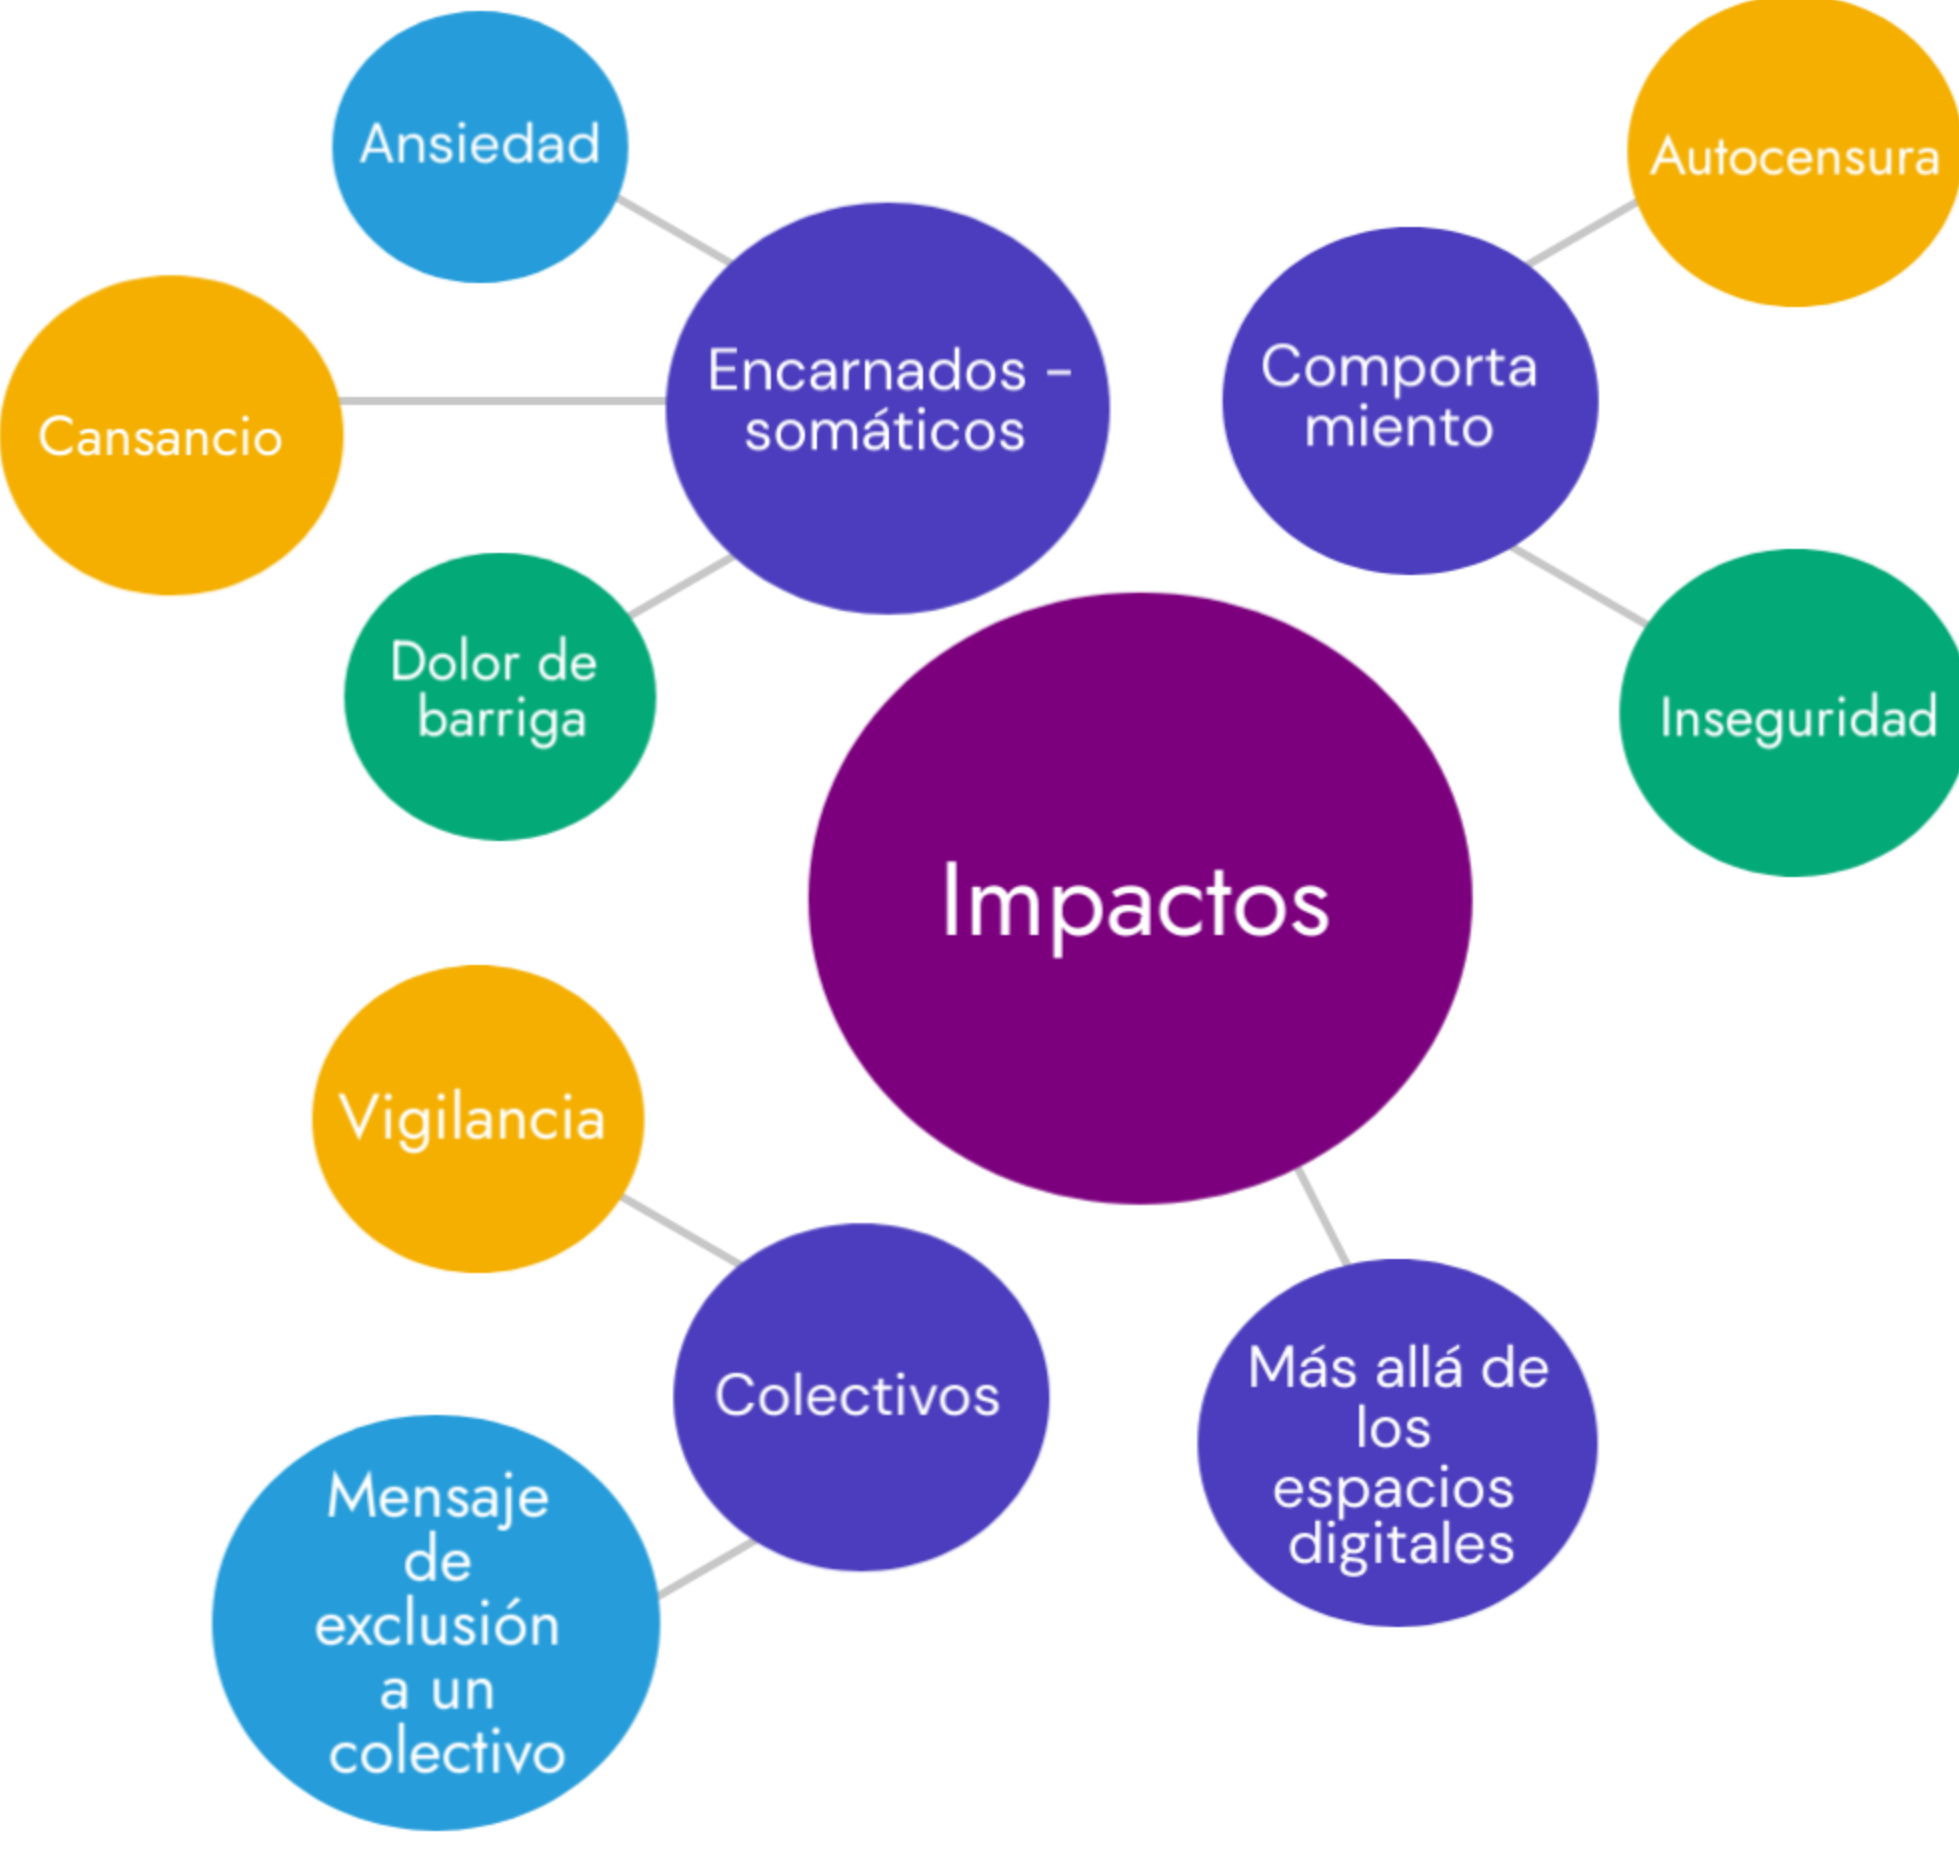 Ansiedad
Autocensura
Encarnados -
somáticos
Comporta
miento
Cansancio
Dolor de
barriga
Inseguridad
Impactos
Vigilancia
Colectivos
Más allá de
los
espacios
digitales
Mensaje
de
exclusión
a un
colectivo